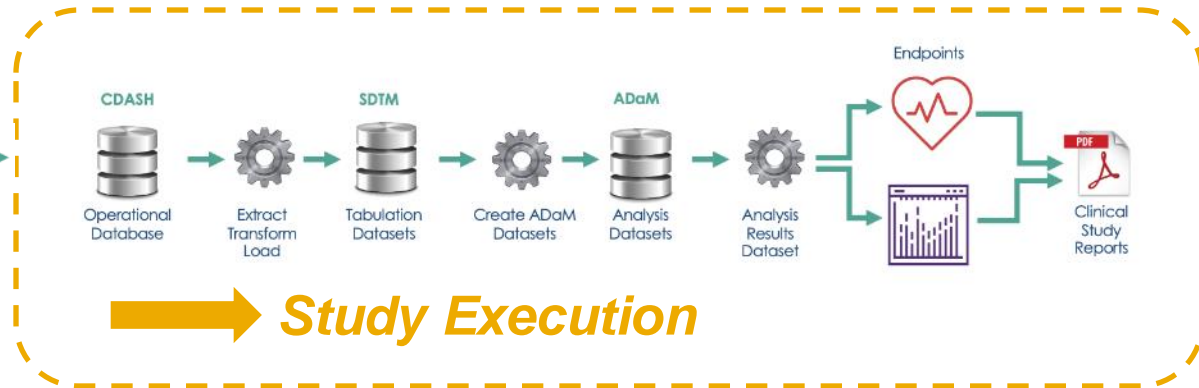 Endpoints
CDASH
SDTM
ADaM
PDF
Operational
Database
Extract
Transform
Load
Tabulation
Datasets
Create ADaM
Datasets
Analysis
Datasets
Analysis
Results
Dataset
Clinical
Study
Reports
Study Execution